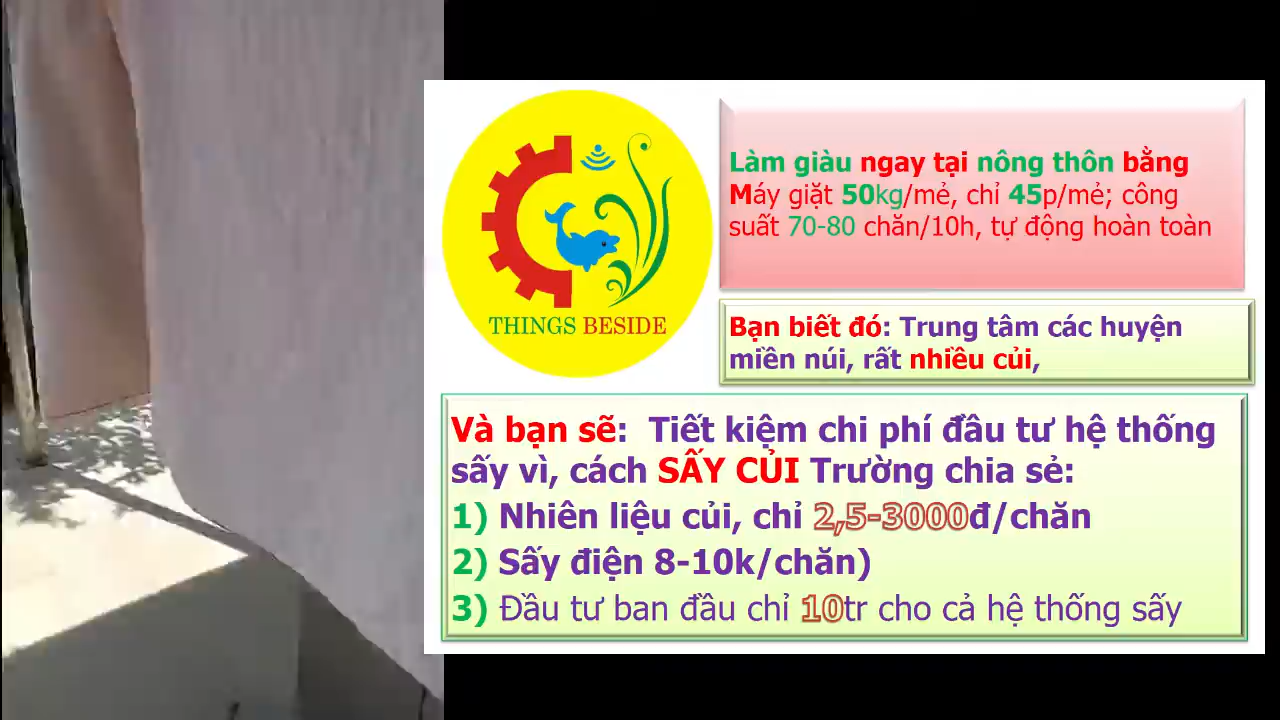 THINGS BESIDE
Làm giàu ngay tại nông thôn bằng
Máy giặt 50kg/mẻ, chỉ 45p/mẻ; công
suất 70-80 chăn/10h, tự động hoàn toàn
Bạn biết đó: Trung tâm các huyện
miền núi, rất nhiều củi,
Và bạn sẽ: Tiết kiệm chi phí đầu tư hệ thống
sấy vì, cách SẤY CỦI Trường chia sẻ:
1) Nhiên liệu củi, chỉ 2,5-3000đ/chăn
2) Sấy điện 8-10k/chăn)
3) Đầu tư ban đầu chỉ 10tr cho cả hệ thống sấy